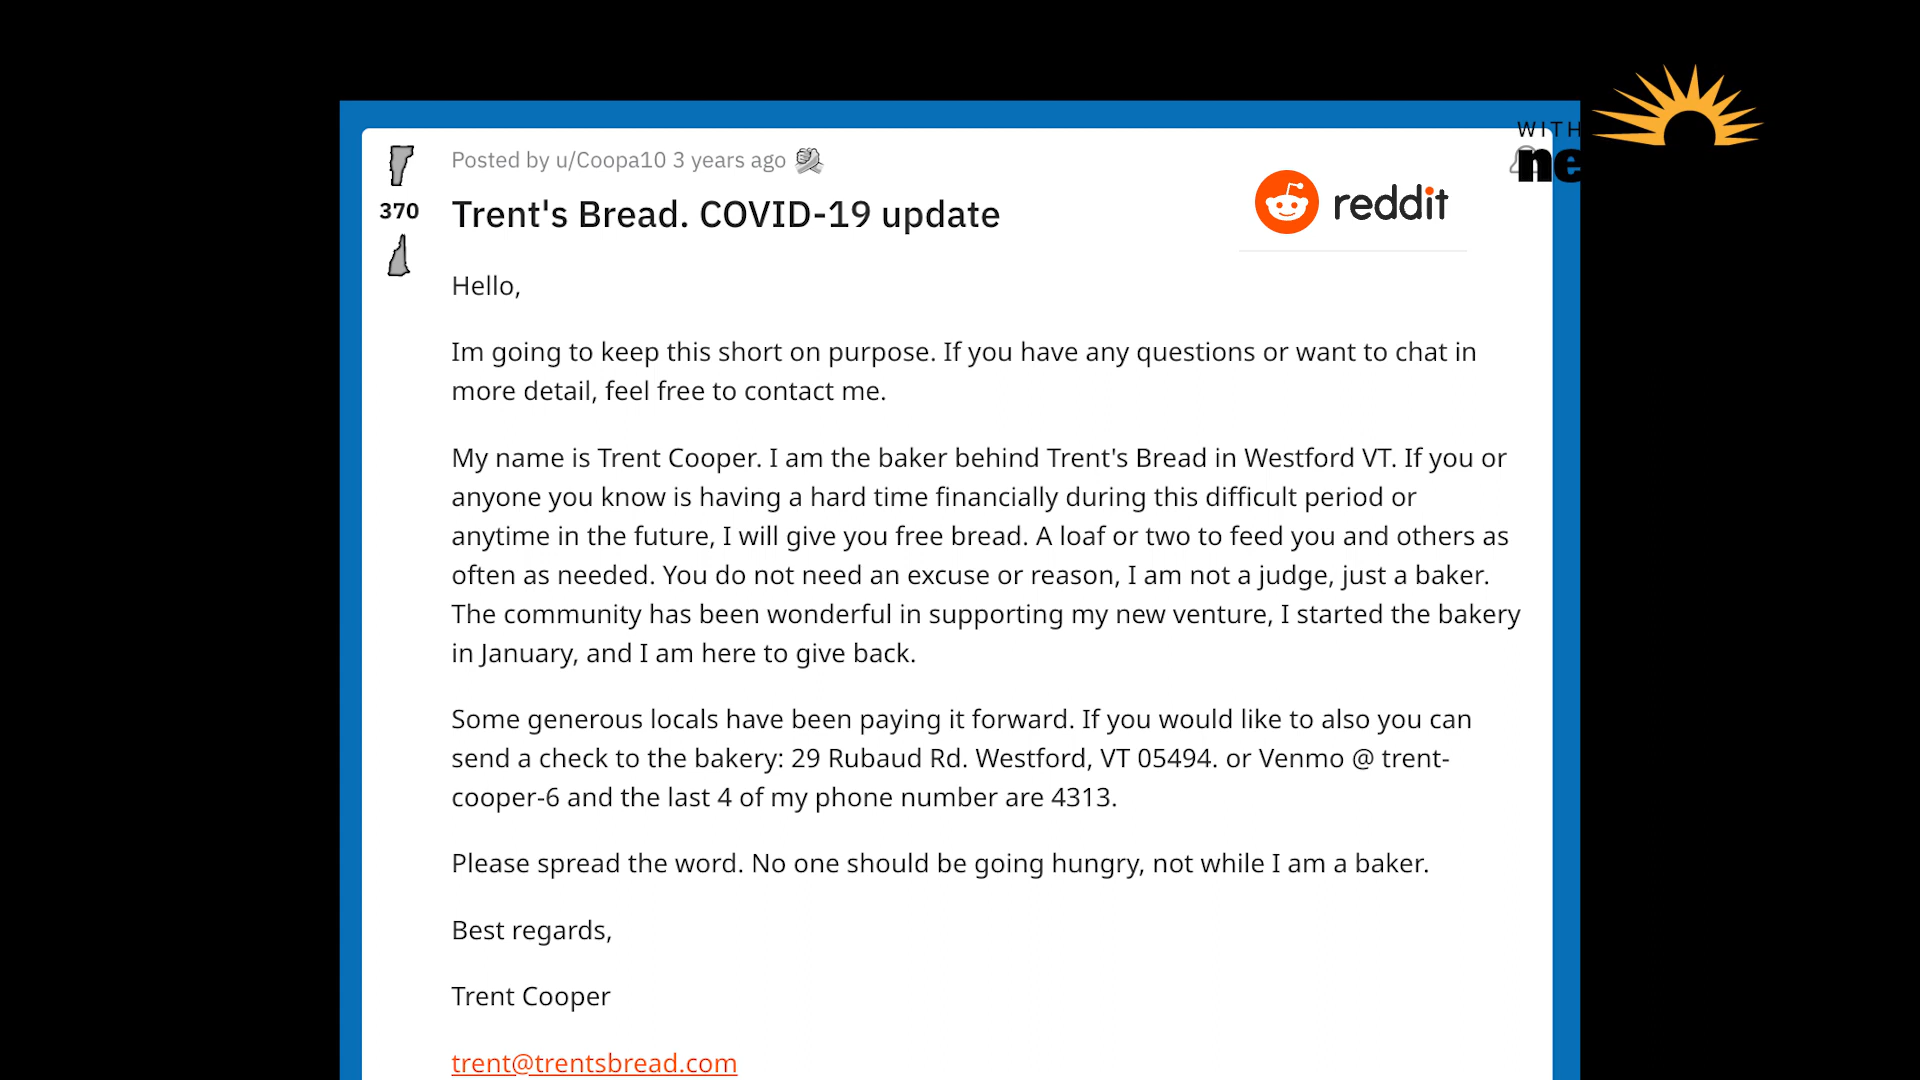 WITH
ne
Posted by u/Coopa10 3 years ago
370
Trent's Bread. COVID-19 update
reddit
Hello,
Im going to keep this short on purpose. If you have any questions or want to chat in
more detail, feel free to contact me.
My name is Trent Cooper. I am the baker behind Trent's Bread in Westford VT. If you or
anyone you know is having a hard time financially during this difficult period or
anytime in the future, I will give you free bread. A loaf or two to feed you and others as
often as needed. You do not need an excuse or reason, I am not a judge, just a baker.
The community has been wonderful in supporting my new venture, I started the bakery
in January, and I am here to give back.
Some generous locals have been paying it forward. If you would like to also you can
send a check to the bakery: 29 Rubaud Rd. Westford, VT 05494. or Venmo @ trent-
cooper-6 and the last 4 of my phone number are 4313.
Please spread the word. No one should be going hungry, not while I am a baker.
Best regards,
Trent Cooper
trent@trentsbread.com